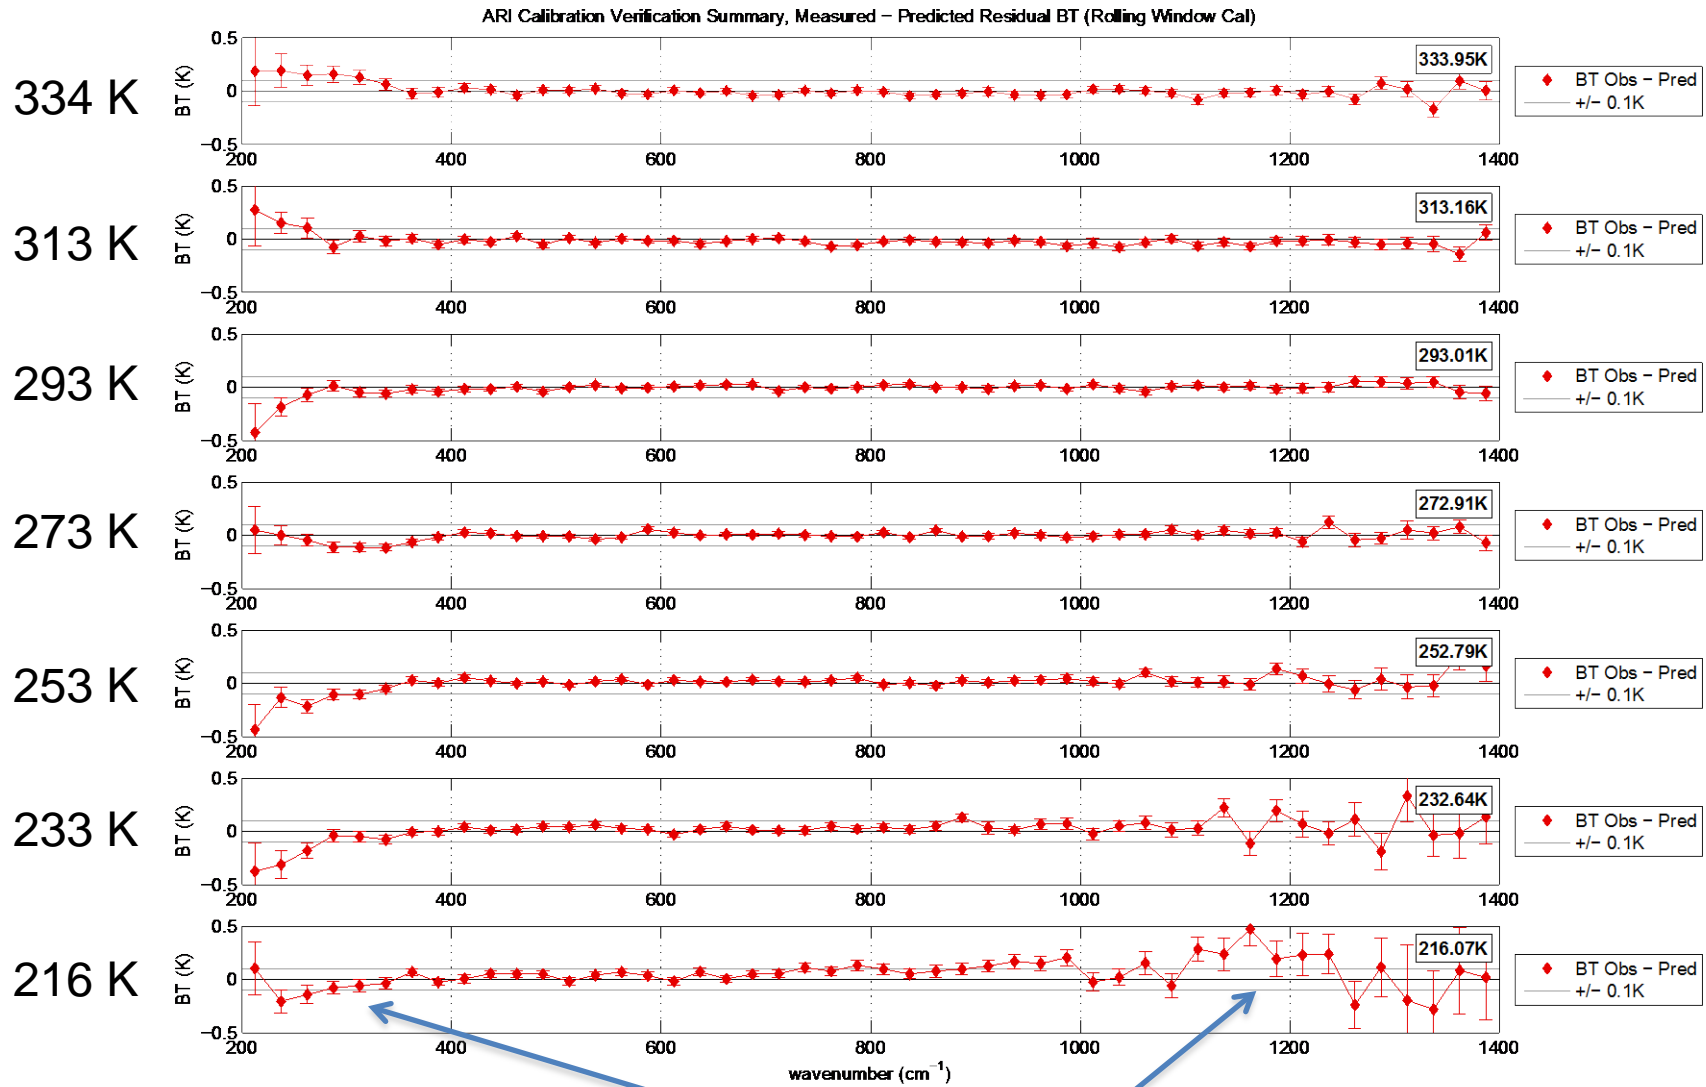 ARI Calibration Verification Summary, Measured − Predicted Residual BT (Rolling Window Cal)
334 K
BT (K)
0.5
0
−0.5
200 400 600 800 1000 1200 1400
333.95K
BT Obs − Pred
+/− 0.1K
313 K
BT (K)
0.5
0
−0.5
200 400 600 800 1000 1200 1400
313.16K
BT Obs − Pred
+/− 0.1K
293 K
BT (K)
0.5
0
−0.5
200 400 600 800 1000 1200 1400
293.01K
BT Obs − Pred
+/− 0.1K
273 K
BT (K)
0.5
0
−0.5
200 400 600 800 1000 1200 1400
272.91K
BT Obs − Pred
+/− 0.1K
253 K
BT (K)
0.5
0
−0.5
200 400 600 800 1000 1200 1400
252.79K
BT Obs − Pred
+/− 0.1K
233 K
BT (K)
0.5
0
−0.5
200 400 600 800 1000 1200 1400
232.64K
BT Obs − Pred
+/− 0.1K
216 K
BT (K)
0.5
0
−0.5
200 400 600 800 1000 1200 1400
216.07K
BT Obs − Pred
+/− 0.1K
wavenumber (cm⁻¹)